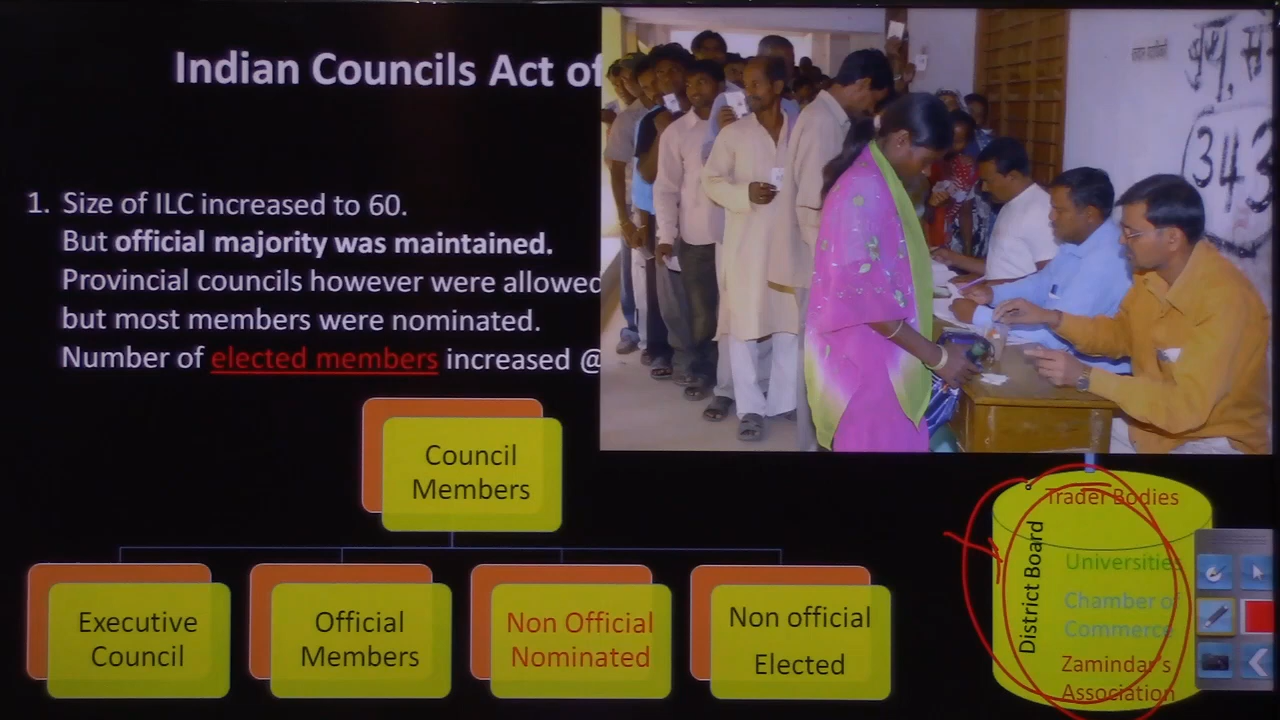 Indian Councils Act of
1. Size of ILC increased to 60.
But official majority was maintained.
Provincial councils however were allowed
but most members were nominated.
Number of elected members increased @
Council
Members
Executive
Council
Official
Members
Non Official
Nominated
Non official
Elected
343
District Board
Trader Bodies
Universities
Chamber of
Commerce
Zamindar's
Association